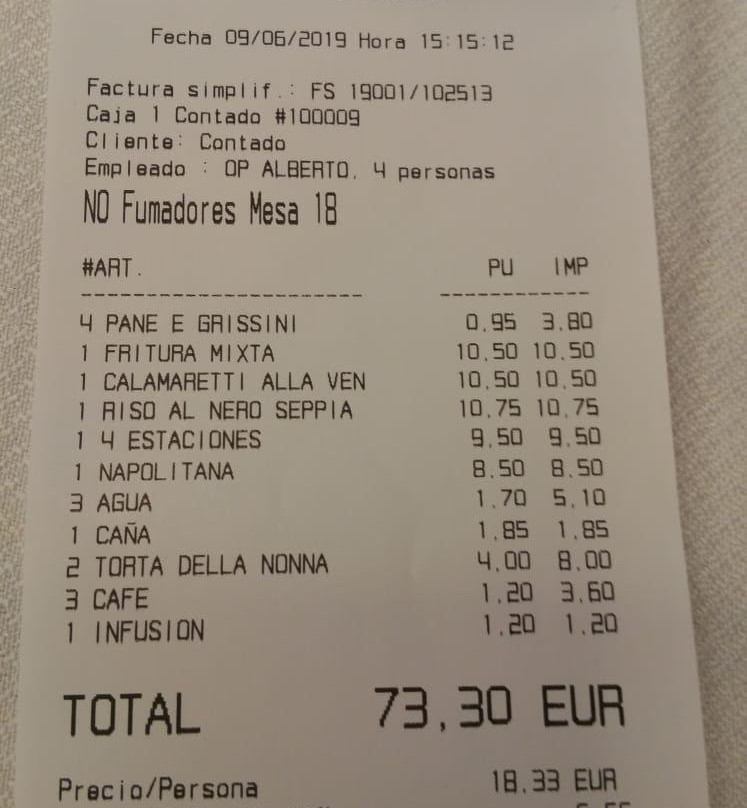 Fecha 09/06/2019 Hora 15:15:12
Factura simplif.: FS 19001/102513
Caja 1 Contado #100009
Cliente: Contado
Empleado : OP ALBERTO, 4 personas
NO Fumadores Mesa 18
#ART. PU IMP
4 PANE E GRISSINI 0,95 3,80
1 FRITURA MIXTA 10,50 10,50
1 CALAMARETTI ALLA VEN 10,50 10,50
1 RISO AL NERO SEPPIA 10,75 10,75
1 4 ESTACIONES 9,50 9,50
1 NAPOLITANA 8,50 8,50
3 AGUA 1,70 5,10
1 CAÑA 1,85 1,85
2 TORTA DELLA NONNA 4,00 8,00
3 CAFE 1,20 3,60
1 INFUSION 1,20 1,20
TOTAL 73,30 EUR
Precio/Persona 18,33 EUR